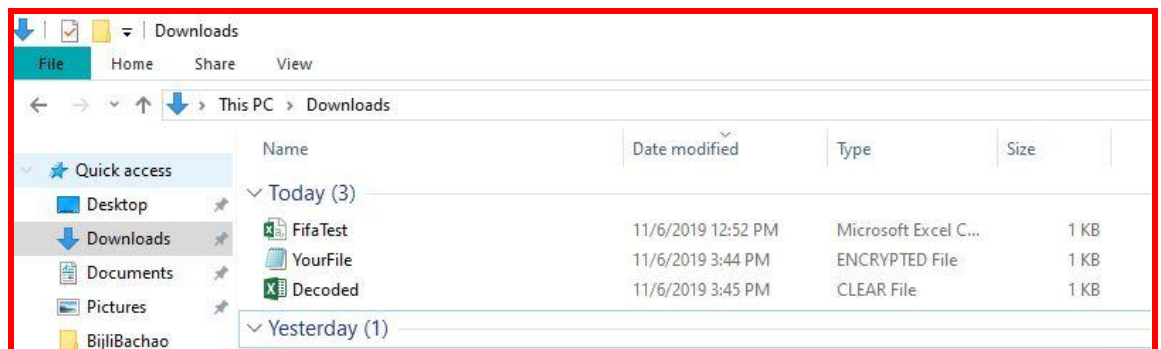 Downloads
File Home Share View
This PC > Downloads
Name Date modified Type Size
Quick access
Desktop
Downloads
Documents
Pictures
BijliBachao
Today (3)
FifaTest 11/6/2019 12:52 PM Microsoft Excel C... 1 KB
YourFile 11/6/2019 3:44 PM ENCRYPTED File 1 KB
Decoded 11/6/2019 3:45 PM CLEAR File 1 KB
Yesterday (1)